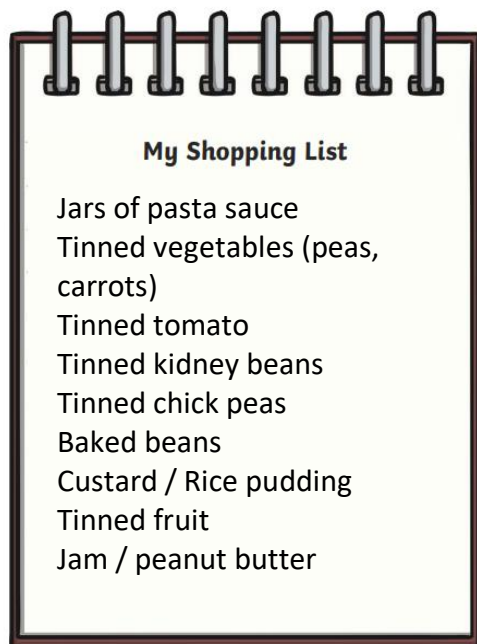 My Shopping List
Jars of pasta sauce
Tinned vegetables (peas,
carrots)
Tinned tomato
Tinned kidney beans
Tinned chick peas
Baked beans
Custard / Rice pudding
Tinned fruit
Jam / peanut butter